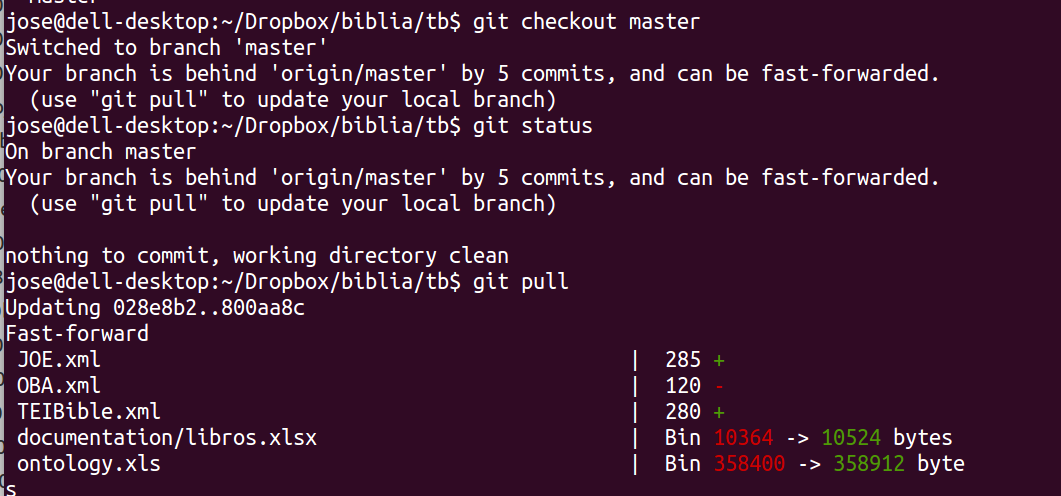 jose@dell-desktop:~/Dropbox/biblia/tb$ git checkout master
Switched to branch 'master'
Your branch is behind 'origin/master' by 5 commits, and can be fast-forwarded.
  (use "git pull" to update your local branch)
jose@dell-desktop:~/Dropbox/biblia/tb$ git status
On branch master
Your branch is behind 'origin/master' by 5 commits, and can be fast-forwarded.
  (use "git pull" to update your local branch)
nothing to commit, working directory clean
jose@dell-desktop:~/Dropbox/biblia/tb$ git pull
Updating 028e8b2..800aa8c
Fast-forward
 JOE.xml | 285 +
 OBA.xml | 120 -
 TEIBible.xml | 280 +
 documentation/libros.xlsx | Bin 10364 -> 10524 bytes
 ontology.xls | Bin 358400 -> 358912 byte
s